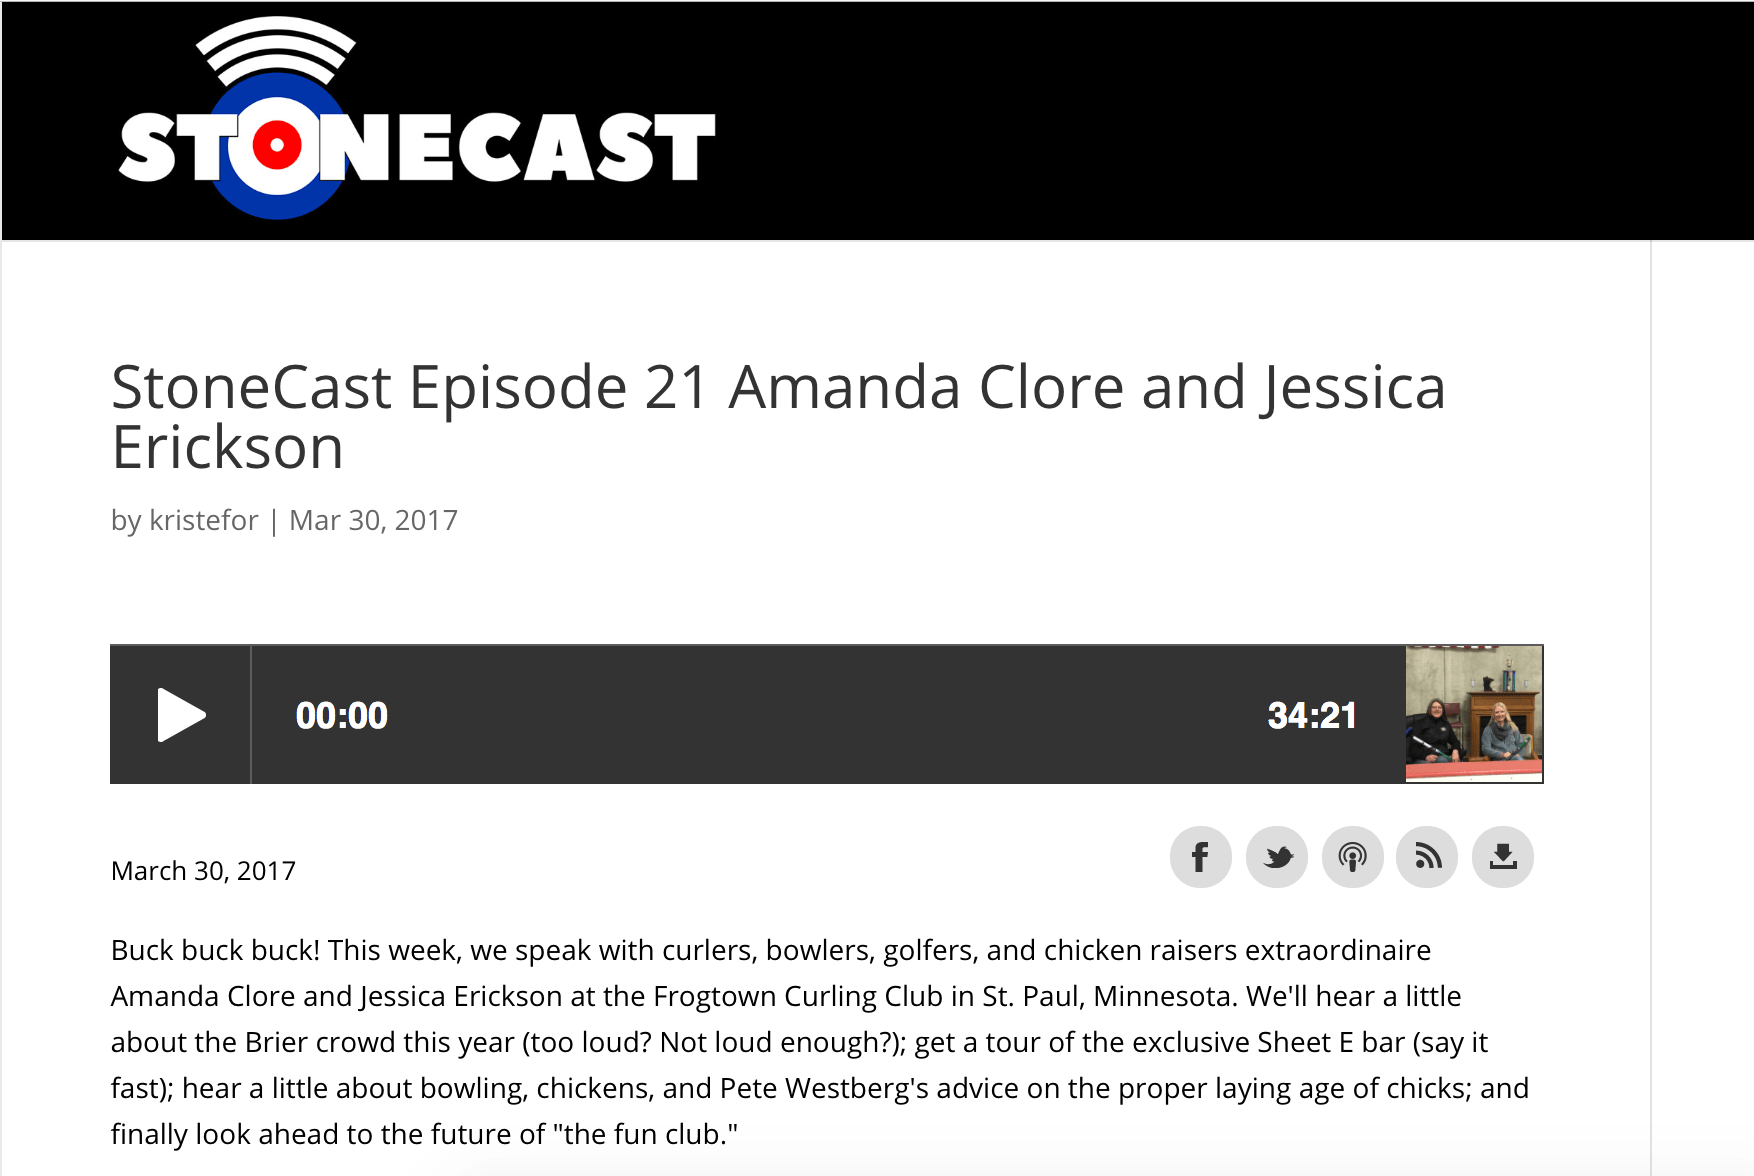 STONECAST
StoneCast Episode 21 Amanda Clore and Jessica
Erickson
by kristefor | Mar 30, 2017
00:00
34:21
March 30, 2017
Buck buck buck! This week, we speak with curlers, bowlers, golfers, and chicken raisers extraordinaire
Amanda Clore and Jessica Erickson at the Frogtown Curling Club in St. Paul, Minnesota. We'll hear a little
about the Brier crowd this year (too loud? Not loud enough?); get a tour of the exclusive Sheet E bar (say it
fast); hear a little about bowling, chickens, and Pete Westberg's advice on the proper laying age of chicks; and
finally look ahead to the future of "the fun club."